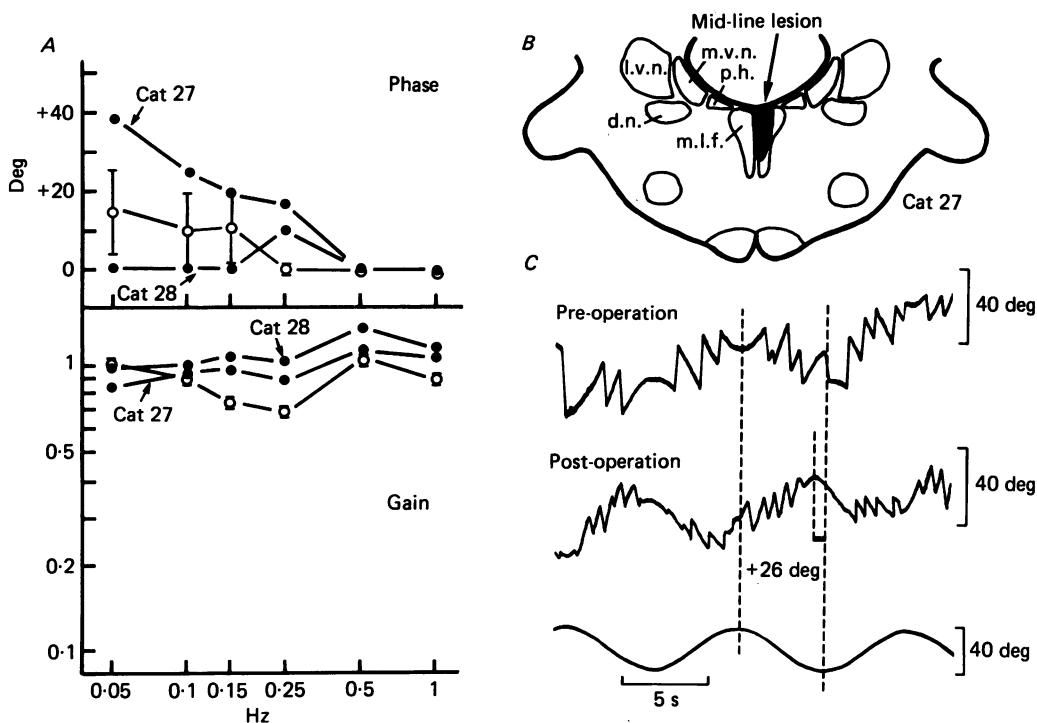 A
Phase
Cat 27
+40
Deg
+20
0
Cat 28
Cat 28
1
Cat 27
0·5
Gain
0·2
0·1
0·05 0·1 0·15 0·25 0·5 1
Hz
B
Mid-line lesion
l.v.n.
m.v.n.
p.h.
d.n.
m.l.f.
Cat 27
C
Pre-operation
40 deg
Post-operation
40 deg
+26 deg
40 deg
5 s